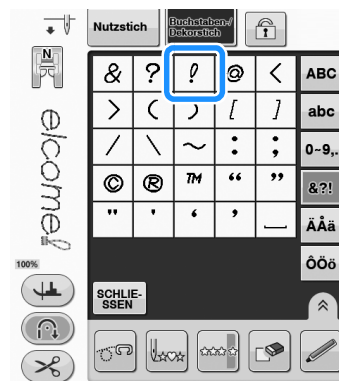 Nutzstich
Buchstaben-/
Dekorstich
N
& ? ! @ < ABC
> ( ) [ ] abc
/ \ ~ : ; 0~9,.
© ® TM “ ” &?!
" ' ‘ ’ _ ÄÅä
ÔÖö
elcome!
100%
SCHLIE-
SSEN